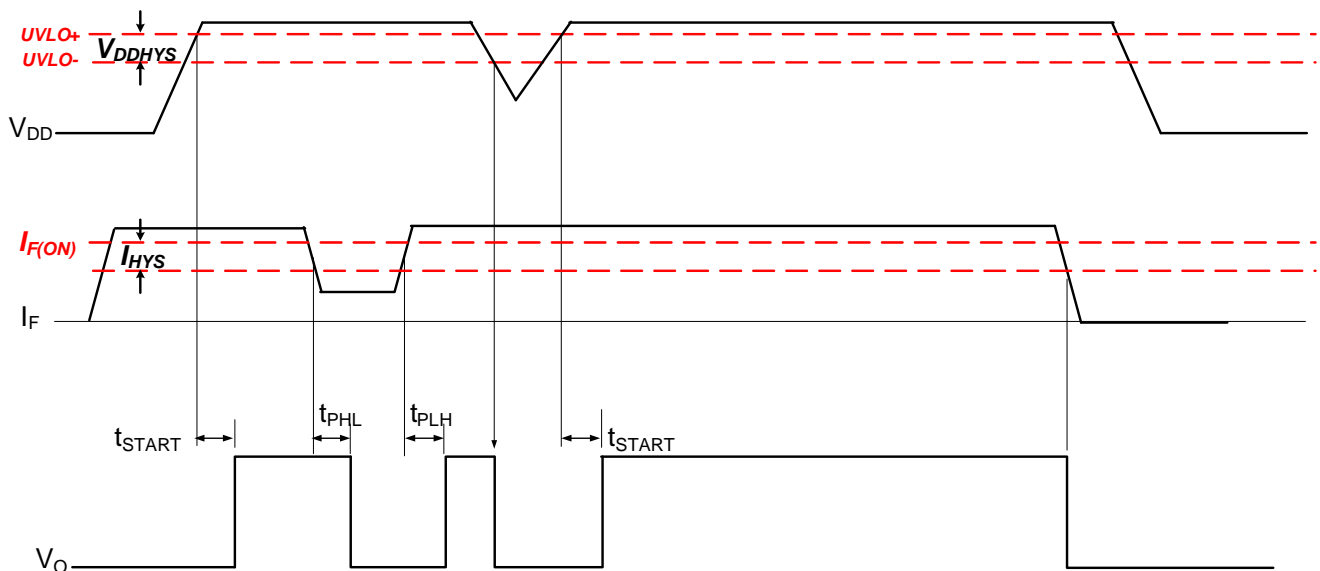 UVLO+
VDDHYS
UVLO-
VDD
IF(ON)
IHYS
IF
tPHL
tPLH
tSTART
tSTART
VO